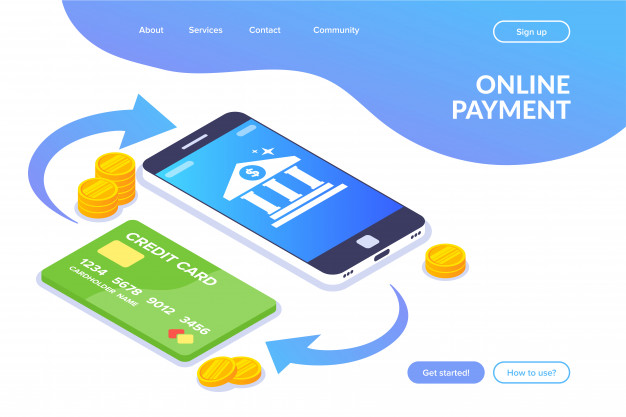 About Services Contact Community Sign up
ONLINE
PAYMENT
$
CREDIT CARD
1234 5678 9012 3456
CARDHOLDER NAME
Get started! How to use?